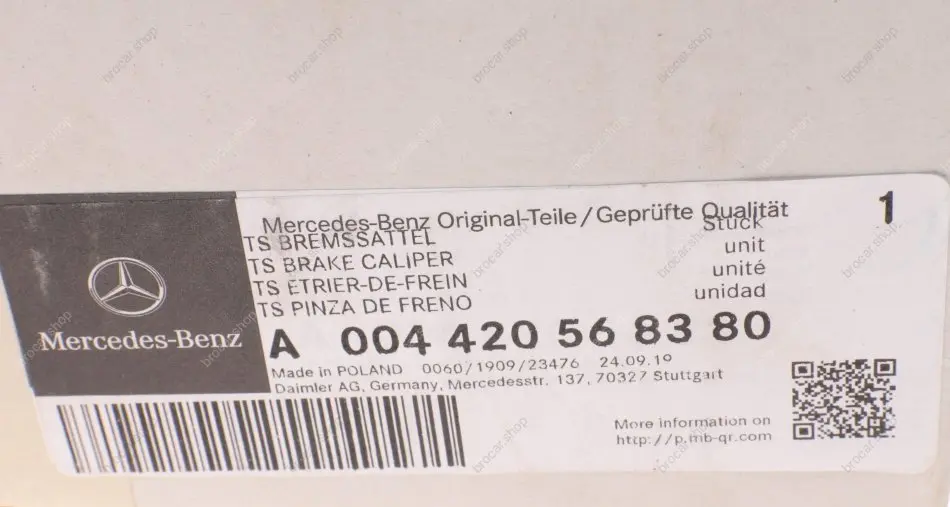 Mercedes-Benz Original-Teile/Geprüfte Qualität
1
TS BREMSSATTEL
Stück
TS BRAKE CALIPER
unit
TS ETRIER-DE-FREIN
unité
TS PINZA DE FRENO
unidad
Mercedes-Benz
A 004 420 56 83 80
Made in POLAND 0060/1909/23476 24.09.19
Daimler AG, Germany, Mercedesstr. 137, 70327 Stuttgart
More information on
http://p.mb-qr.com
brocar.shop